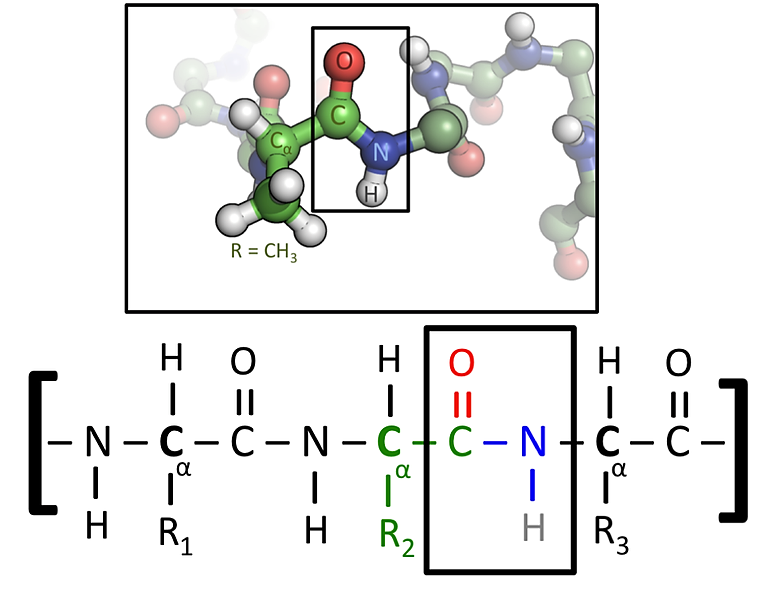 O
C
Cα
N
H
R = CH3
H O H O H O
N C C N C C N C C
α α α
H R1 H R2 H R3